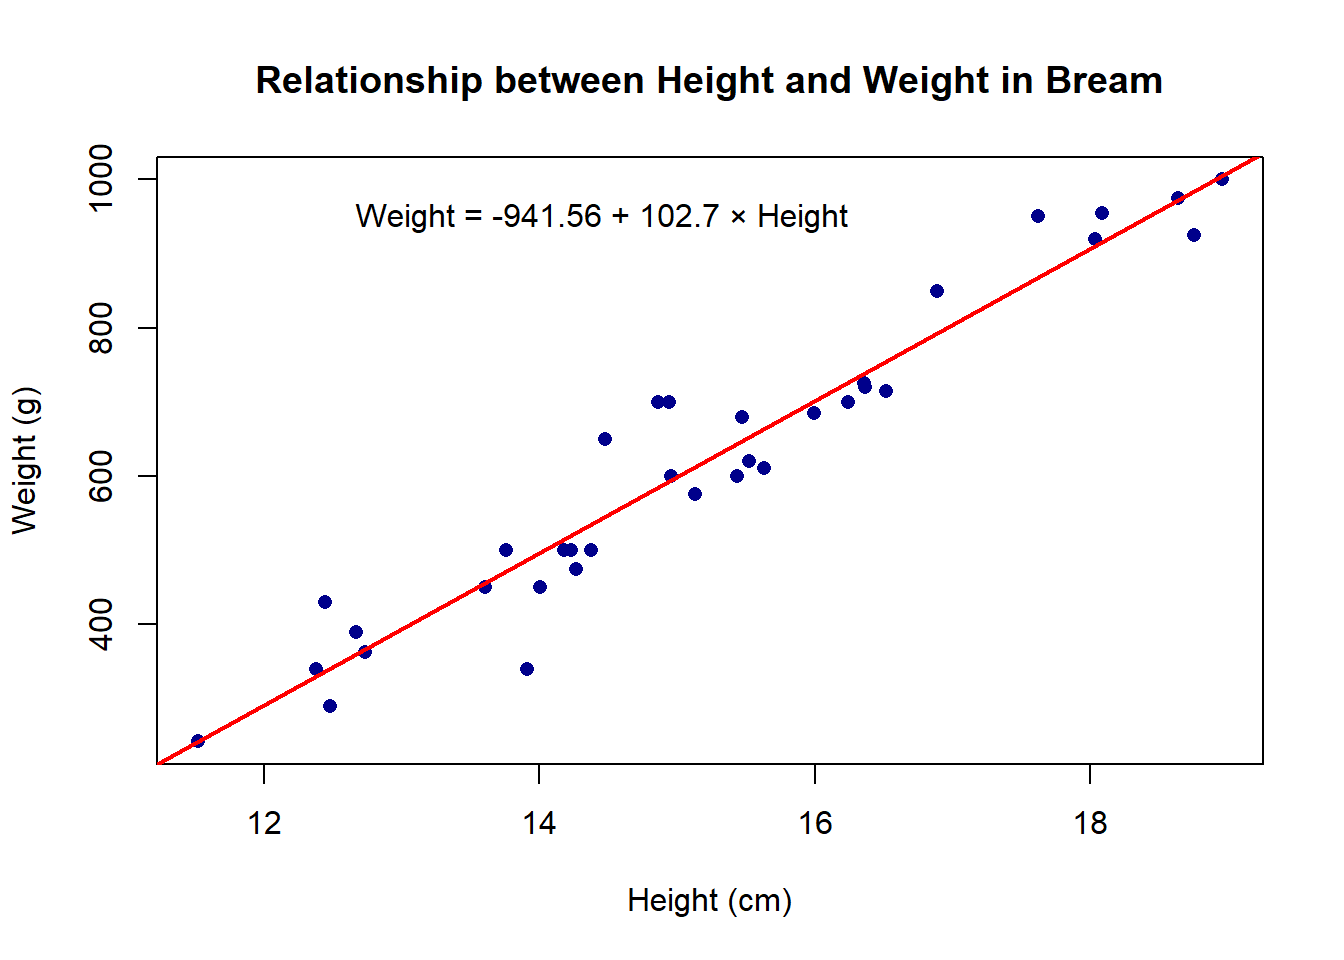 Relationship between Height and Weight in Bream
Weight = -941.56 + 102.7 × Height
1000
800
600
400
Weight (g)
12 14 16 18
Height (cm)